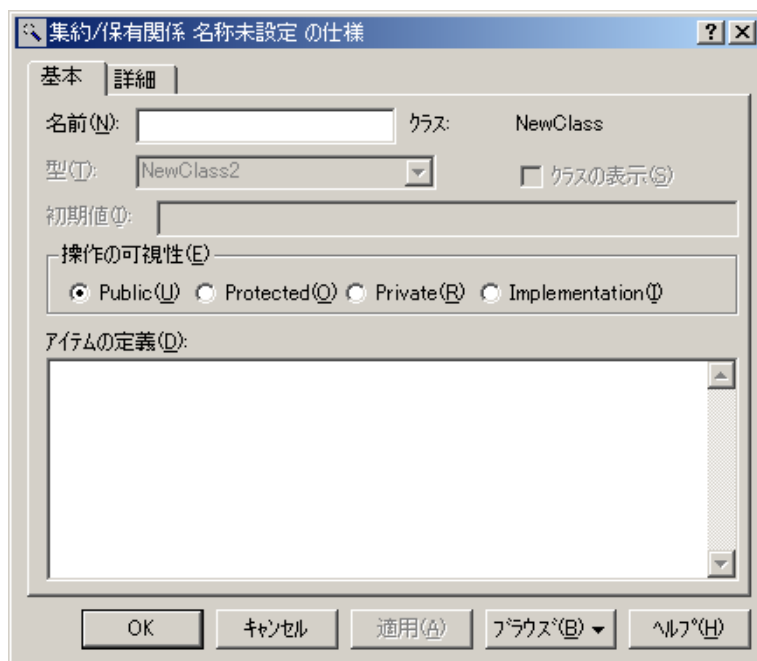 集約/保有関係 名称未設定 の仕様
基本 詳細
名前(N): クラス: NewClass
型(T): NewClass2 クラスの表示(S)
初期値(I):
操作の可視性(E)
Public(U) Protected(O) Private(R) Implementation(I)
アイテムの定義(D):
OK キャンセル 適用(A) ブラウズ(B) ヘルプ(H)